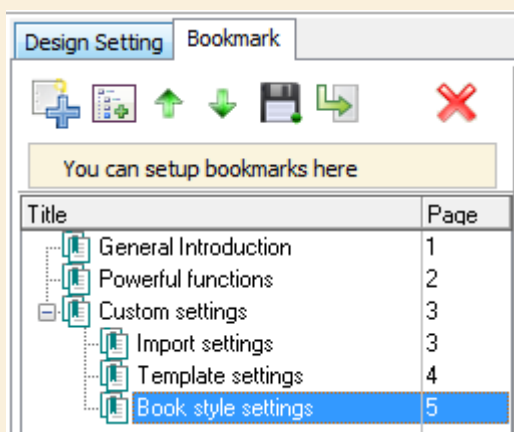 Design Setting Bookmark
You can setup bookmarks here
Title Page
General Introduction 1
Powerful functions 2
Custom settings 3
Import settings 3
Template settings 4
Book style settings 5